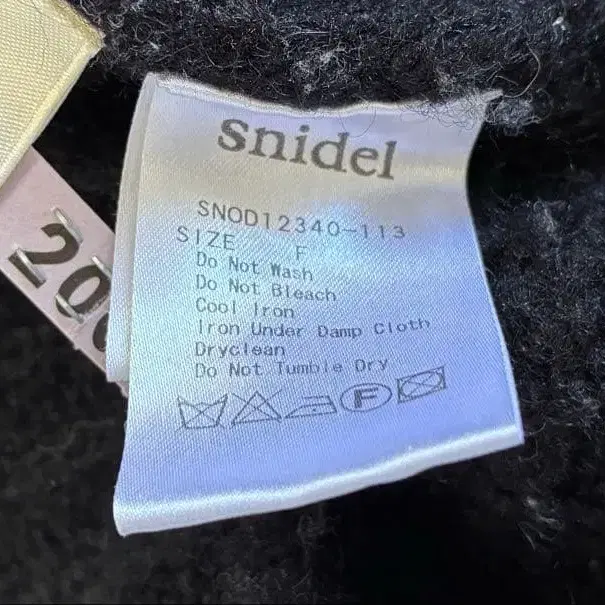 snidel
SNOD12340-113
SIZE F
Do Not Wash
Do Not Bleach
Cool Iron
Iron Under Damp Cloth
Dryclean
Do Not Tumble Dry
F
200